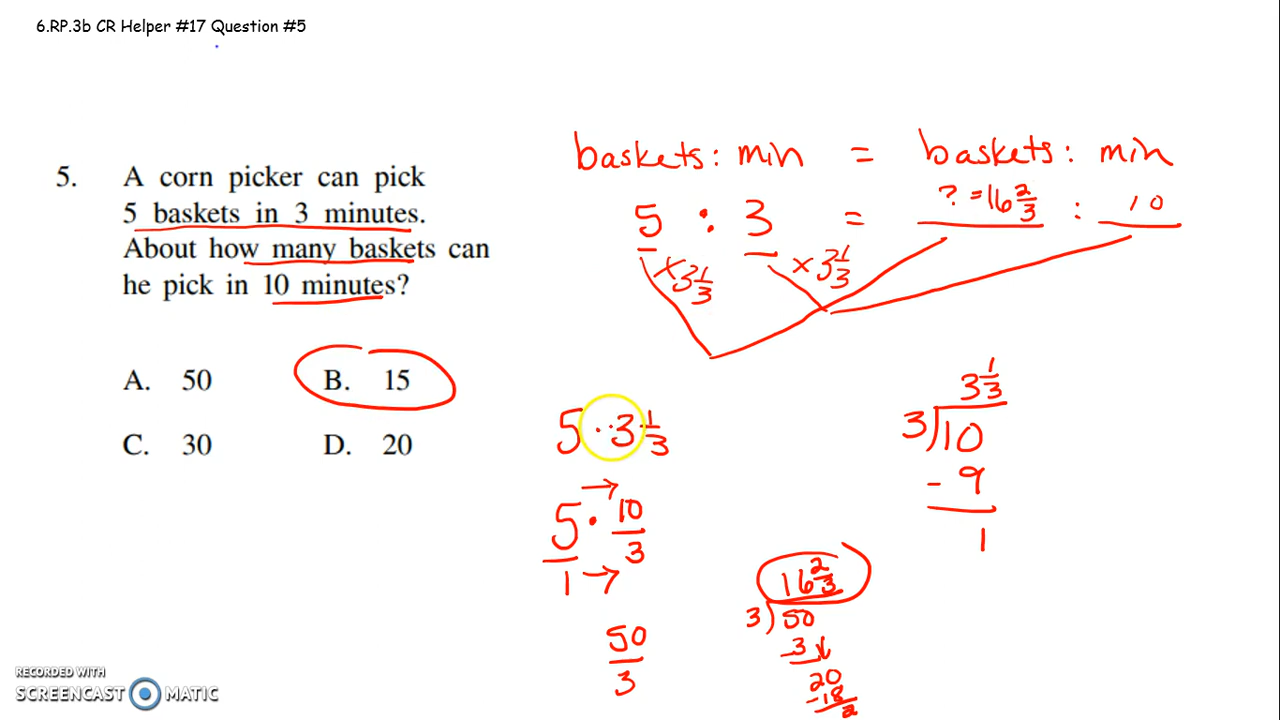 6.RP.3b CR Helper #17 Question #5
5. A corn picker can pick
5 baskets in 3 minutes.
About how many baskets can
he pick in 10 minutes?
A. 50 B. 15
C. 30 D. 20
baskets : min = baskets : min
5 : 3 = ? = 16 2/3 : 10
x 3 1/3 x 3 1/3
5 · 3 1/3
5/1 · 10/3
50/3
3 1/3
3 ) 10
- 9
1
16 2/3
3 ) 50
- 3
20
- 18
2
RECORDED WITH
SCREENCAST MATIC